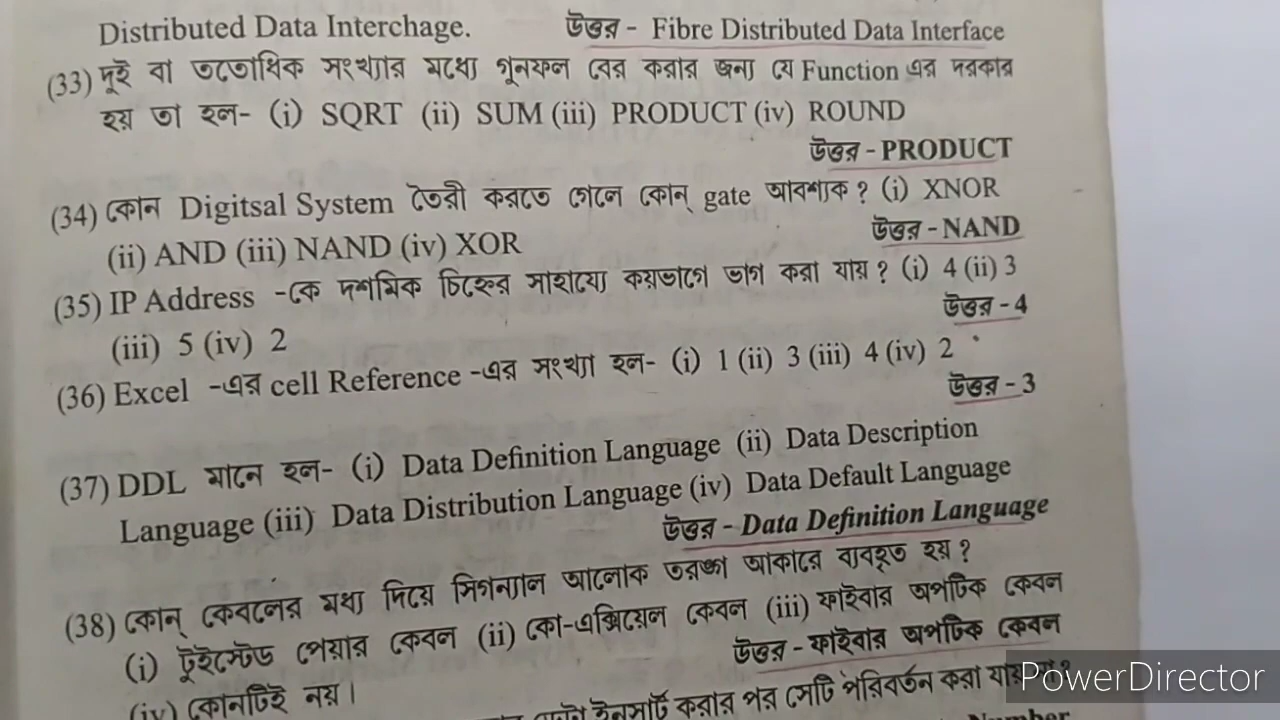 Distributed Data Interchage. উত্তর - Fibre Distributed Data Interface
(33) দুই বা ততোধিক সংখ্যার মধ্যে গুনফল বের করার জন্য যে Function এর দরকার
হয় তা হল- (i) SQRT (ii) SUM (iii) PRODUCT (iv) ROUND
উত্তর - PRODUCT
(34) কোন Digitsal System তৈরী করতে গেলে কোন্ gate আবশ্যক ? (i) XNOR
(ii) AND (iii) NAND (iv) XOR উত্তর - NAND
(35) IP Address -কে দশমিক চিহ্নের সাহায্যে কয়ভাগে ভাগ করা যায় ? (i) 4 (ii) 3
(iii) 5 (iv) 2 উত্তর - 4
(36) Excel -এর cell Reference -এর সংখ্যা হল- (i) 1 (ii) 3 (iii) 4 (iv) 2
উত্তর - 3
(37) DDL মানে হল- (i) Data Definition Language (ii) Data Description
Language (iii) Data Distribution Language (iv) Data Default Language
উত্তর - Data Definition Language
(38) কোন্ কেবলের মধ্য দিয়ে সিগন্যাল আলোক তরঙ্গ আকারে ব্যবহৃত হয় ?
(i) টুইস্টেড পেয়ার কেবল (ii) কো-এক্সিয়েল কেবল (iii) ফাইবার অপটিক কেবল
(iv) কোনটিই নয়। উত্তর - ফাইবার অপটিক কেবল
ইনসার্ট করার পর সেটি পরিবর্তন করা যায়
Number
PowerDirector